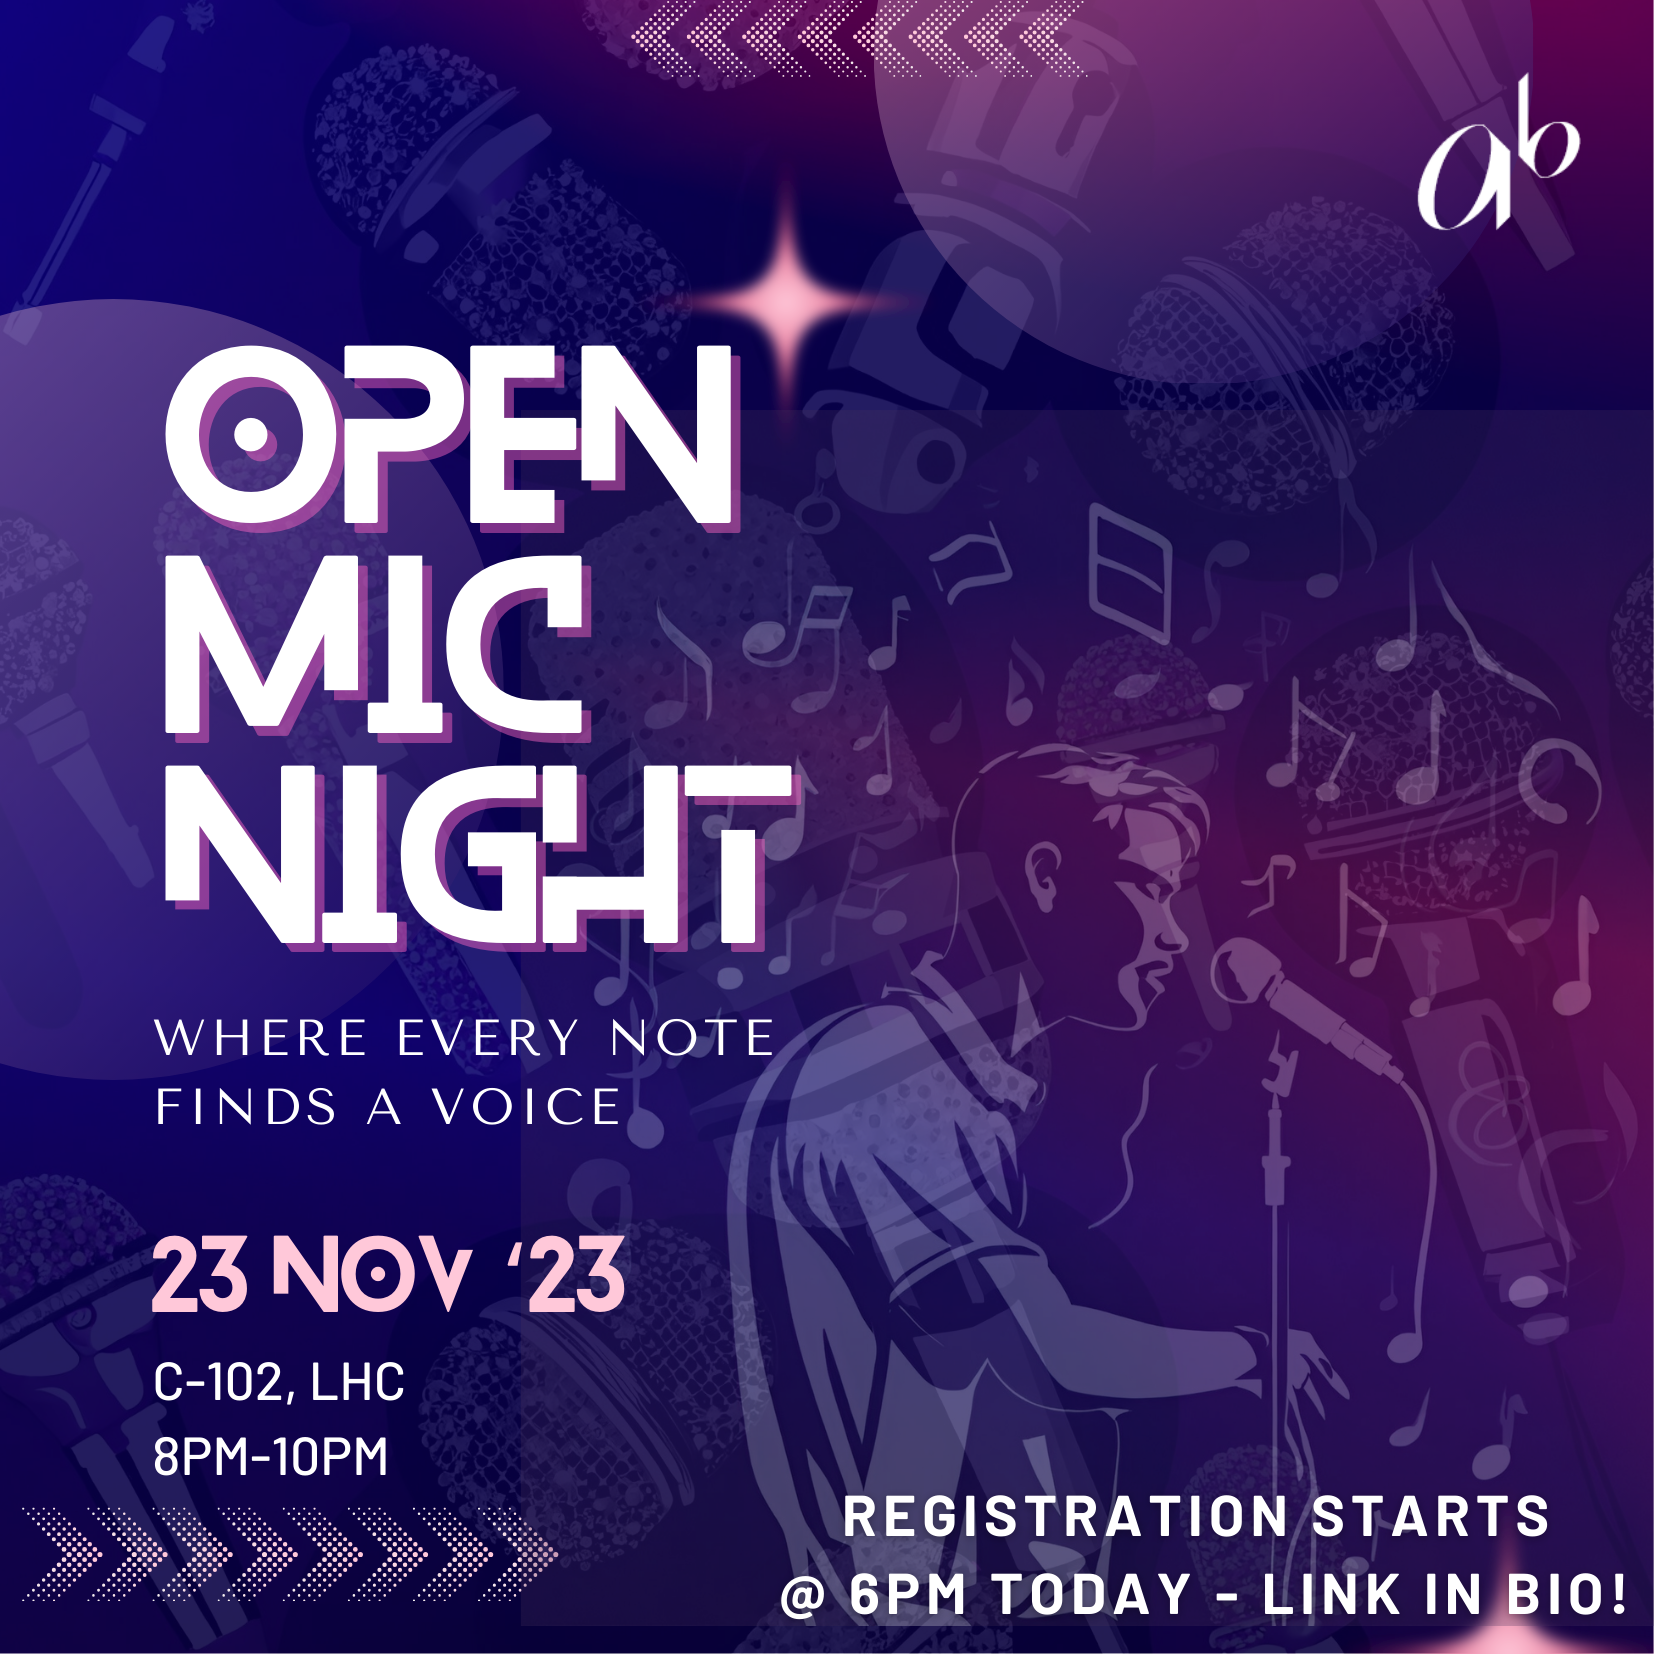 ab
OPEN
MIC
NIGHT
WHERE EVERY NOTE
FINDS A VOICE
23 NOV ‘23
C-102, LHC
8PM-10PM
REGISTRATION STARTS
@ 6PM TODAY - LINK IN BIO!